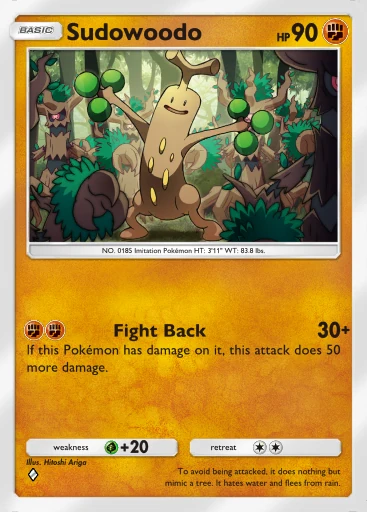 BASIC
Sudowoodo
HP 90
NO. 0185 Imitation Pokémon HT: 3'11" WT: 83.8 lbs.
Fight Back 30+
If this Pokémon has damage on it, this attack does 50
more damage.
weakness +20 retreat
Illus. Hitoshi Ariga
To avoid being attacked, it does nothing but
mimic a tree. It hates water and flees from rain.